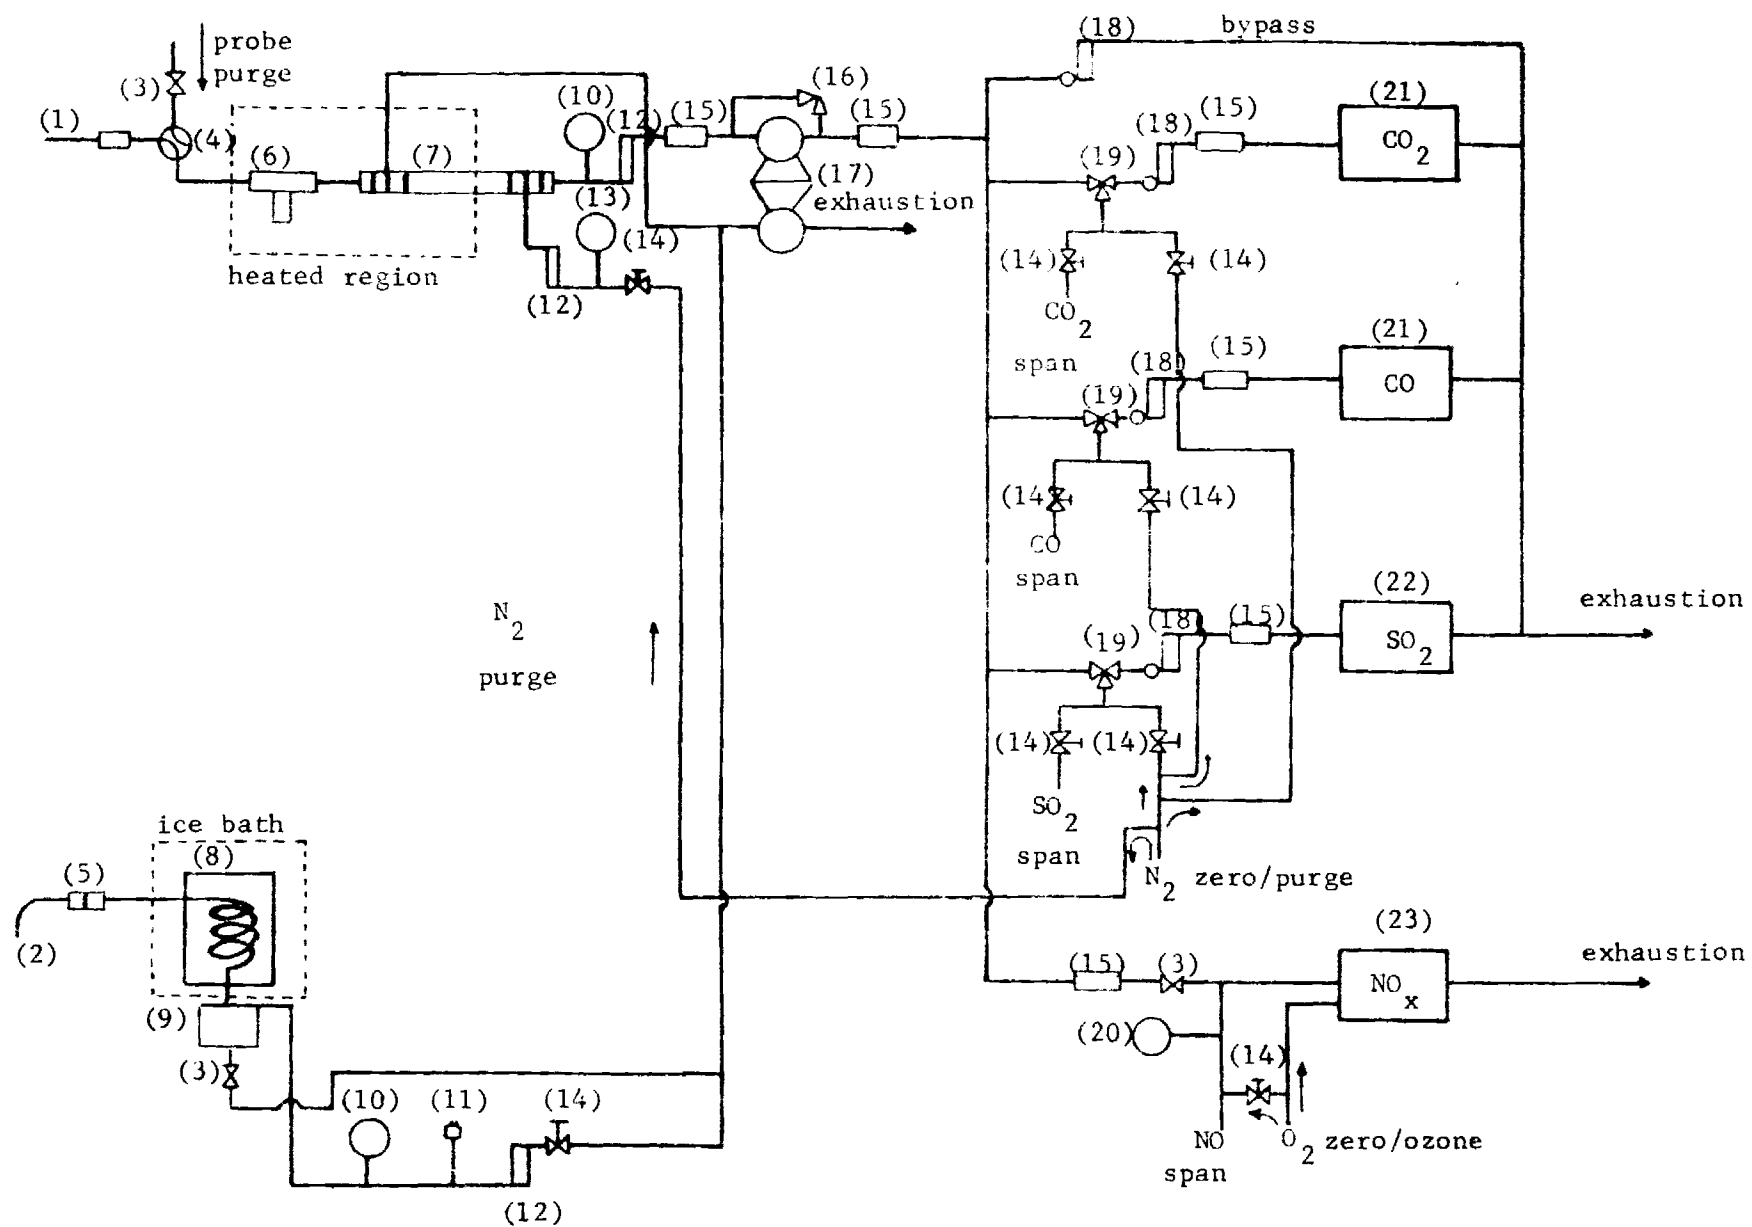 (18) bypass
probe
purge
(3)
(1)
(4)
(6)
(7)
heated region
(10)
(12)
(13)
(14)
(12)
(15)
(16)
(15)
(17)
exhaustion
(18)
(15)
(21)
CO2
(19)
(14)
(14)
CO2
span
(18)
(15)
(21)
CO
(19)
(14)
(14)
CO
span
(18)
(15)
(22)
SO2
exhaustion
(19)
(14)
(14)
SO2
span
N2 zero/purge
N2
purge
ice bath
(8)
(5)
(2)
(9)
(3)
(10)
(11)
(14)
(12)
(15)
(3)
(23)
NOx
exhaustion
(20)
(14)
NO
span
O2 zero/ozone